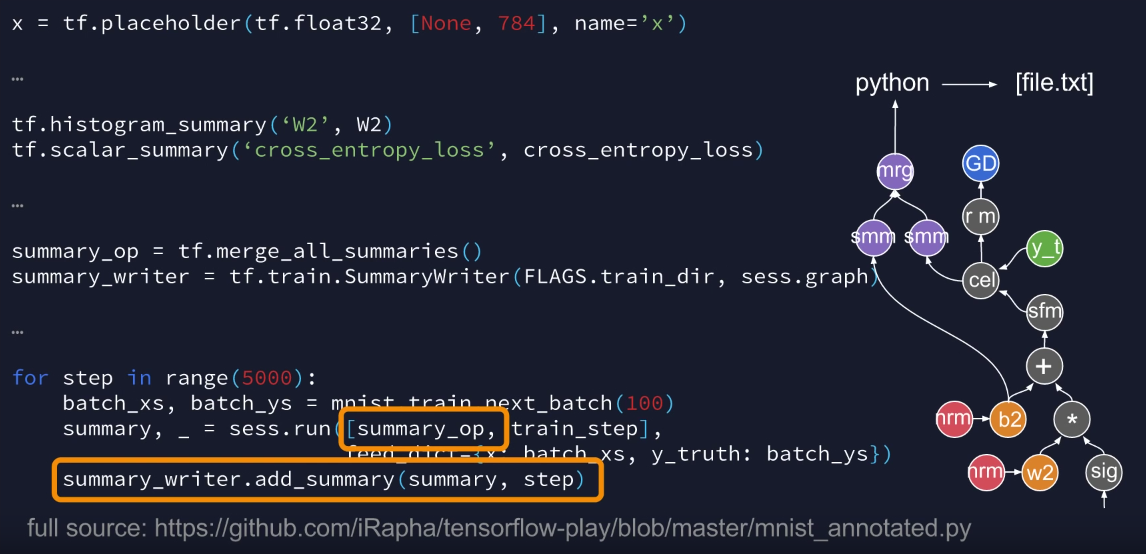 x = tf.placeholder(tf.float32, [None, 784], name=’x’)
…
tf.histogram_summary(‘W2’, W2)
tf.scalar_summary(‘cross_entropy_loss’, cross_entropy_loss)
…
summary_op = tf.merge_all_summaries()
summary_writer = tf.train.SummaryWriter(FLAGS.train_dir, sess.graph)
…
for step in range(5000):
batch_xs, batch_ys = mnist.train.next_batch(100)
summary, _ = sess.run([summary_op, train_step],
feed_dict={x: batch_xs, y_truth: batch_ys})
summary_writer.add_summary(summary, step)
python
[file.txt]
mrg
GD
r m
smm
smm
y_t
cel
sfm
+
nrm
b2
*
nrm
w2
sig
full source: https://github.com/iRapha/tensorflow-play/blob/master/mnist_annotated.py